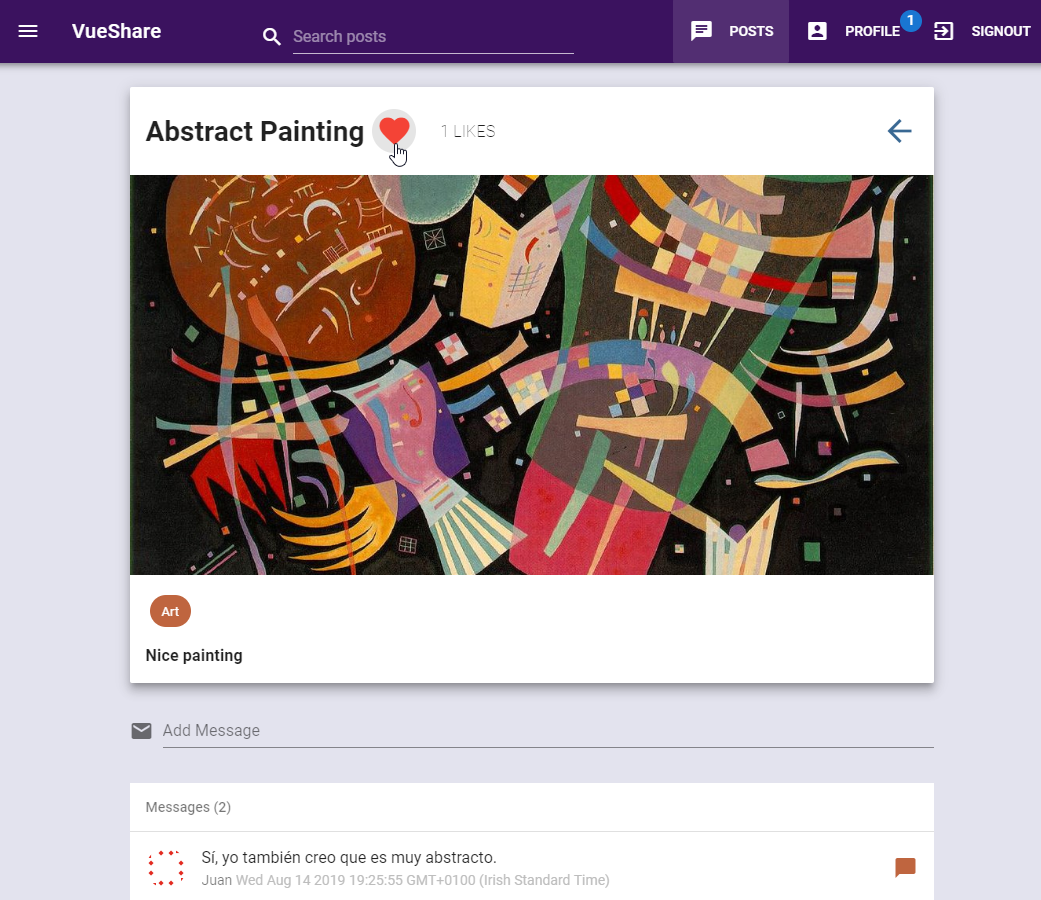 VueShare
Search posts
POSTS
PROFILE
1
SIGNOUT
Abstract Painting
1 LIKES
Art
Nice painting
Add Message
Messages (2)
Sí, yo también creo que es muy abstracto.
Juan Wed Aug 14 2019 19:25:55 GMT+0100 (Irish Standard Time)